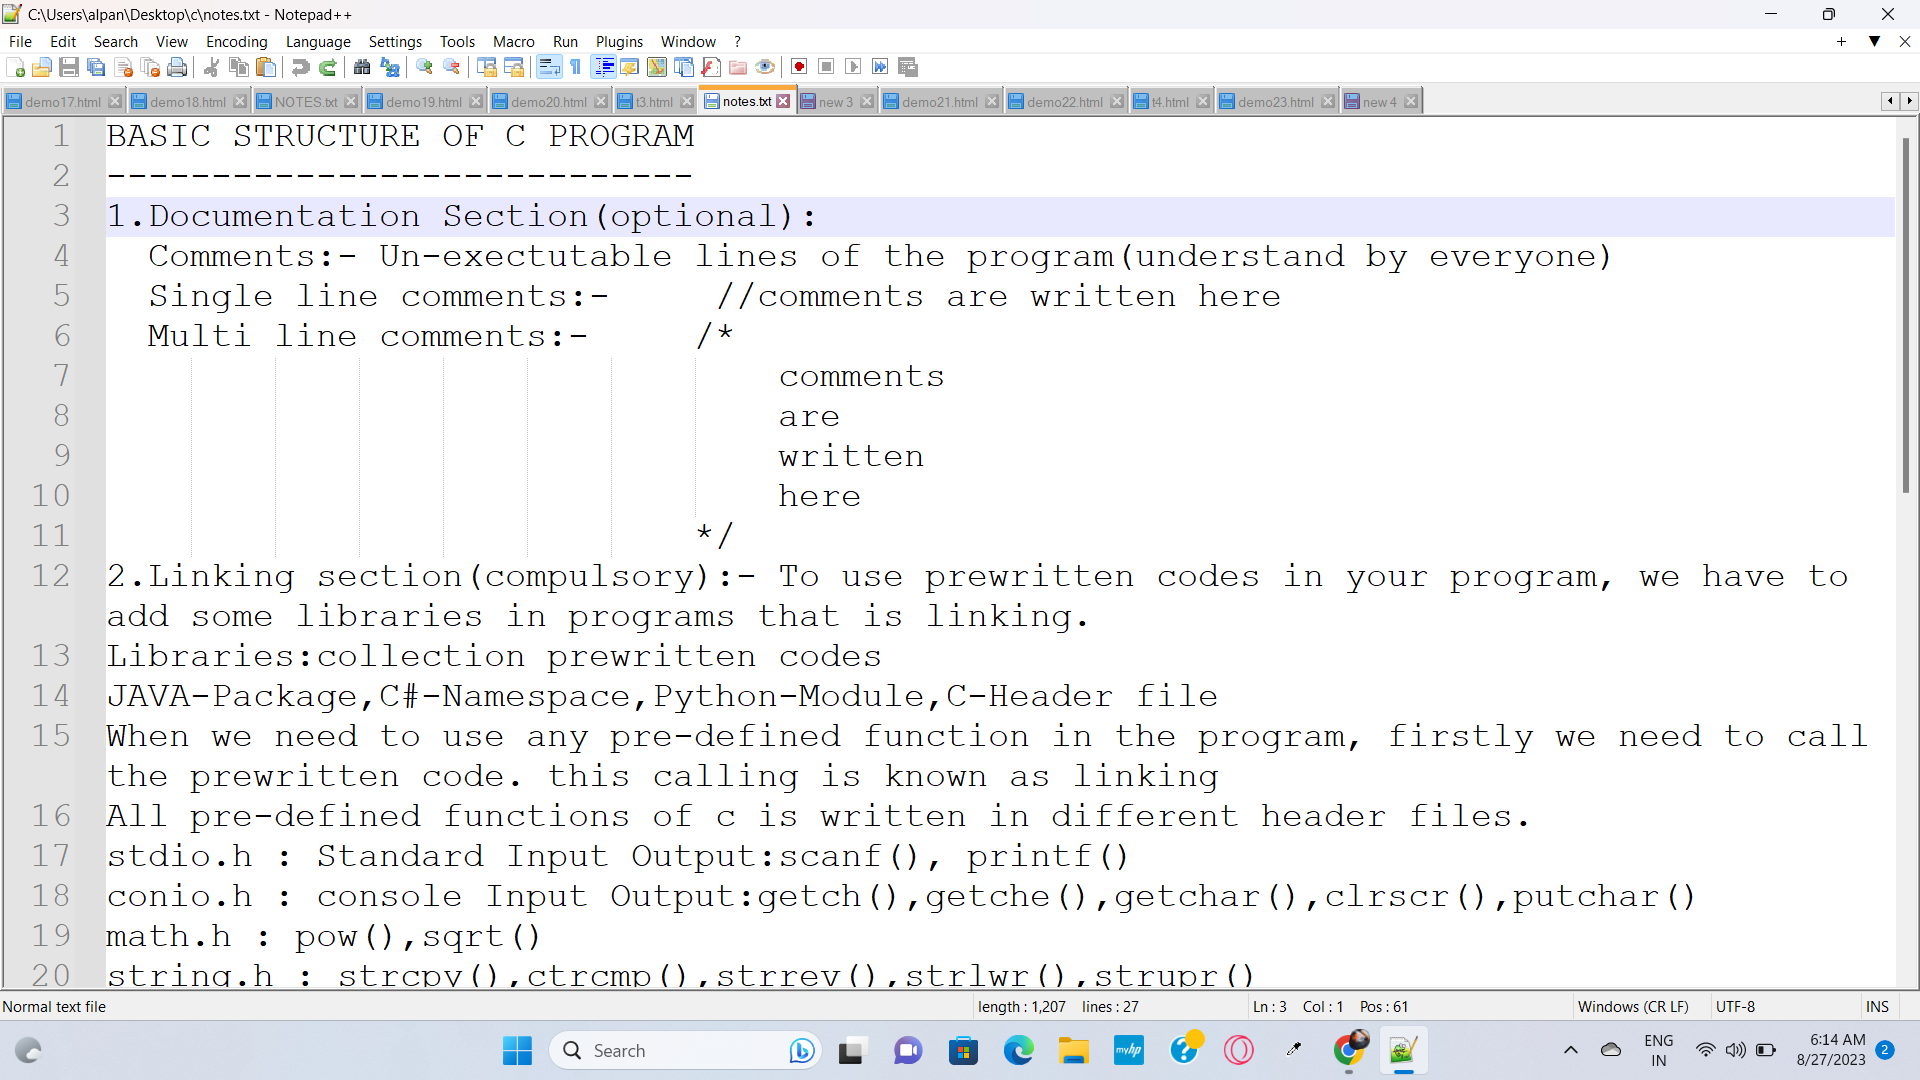 C:\Users\alpan\Desktop\c\notes.txt - Notepad++
File Edit Search View Encoding Language Settings Tools Macro Run Plugins Window ?
demo17.html demo18.html NOTES.txt demo19.html demo20.html t3.html notes.txt new 3 demo21.html demo22.html t4.html demo23.html new 4
1 BASIC STRUCTURE OF C PROGRAM
2 ----------------------------
3 1.Documentation Section(optional):
4 Comments:- Un-exectutable lines of the program(understand by everyone)
5 Single line comments:- //comments are written here
6 Multi line comments:- /*
7 comments
8 are
9 written
10 here
11 */
12 2.Linking section(compulsory):- To use prewritten codes in your program, we have to
add some libraries in programs that is linking.
13 Libraries:collection prewritten codes
14 JAVA-Package,C#-Namespace,Python-Module,C-Header file
15 When we need to use any pre-defined function in the program, firstly we need to call
the prewritten code. this calling is known as linking
16 All pre-defined functions of c is written in different header files.
17 stdio.h : Standard Input Output:scanf(), printf()
18 conio.h : console Input Output:getch(),getche(),getchar(),clrscr(),putchar()
19 math.h : pow(),sqrt()
20 string.h : strcpy(),ctrcmp(),strrev(),strlwr(),strupr()
Normal text file length : 1,207 lines : 27 Ln : 3 Col : 1 Pos : 61 Windows (CR LF) UTF-8 INS
Search
myhp
ENG
IN
6:14 AM
8/27/2023
2